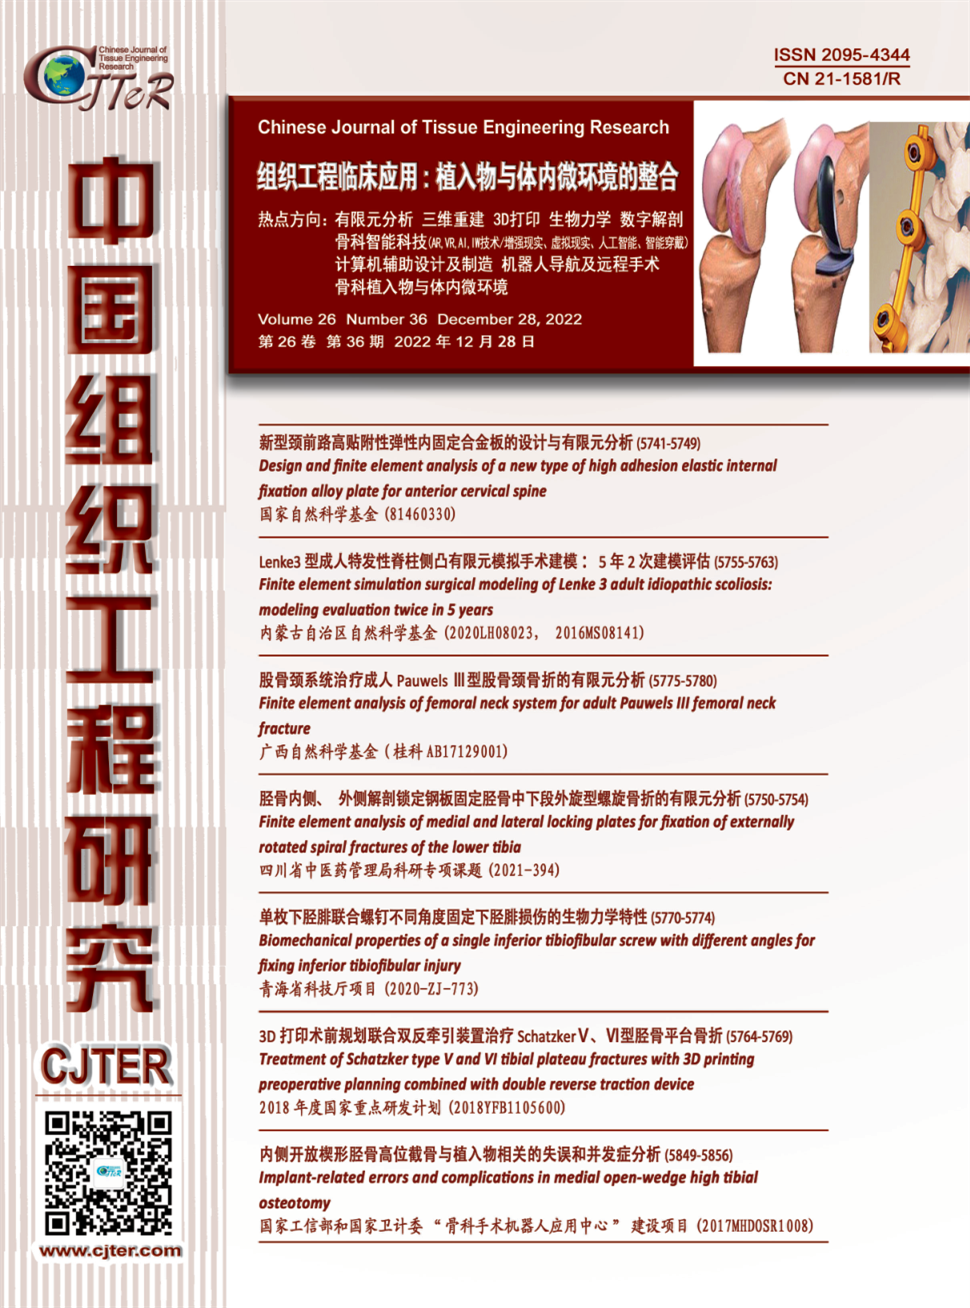 Chinese Journal of
Tissue Engineering
Research
CJTER
ISSN 2095-4344
CN 21-1581/R
中国组织工程研究
CJTER
www.cjter.com
Chinese Journal of Tissue Engineering Research
组织工程临床应用：植入物与体内微环境的整合
热点方向：有限元分析 三维重建 3D打印 生物力学 数字解剖
骨科智能科技(AR, VR, AI, IW技术/增强现实、虚拟现实、人工智能、智能穿戴)
计算机辅助设计及制造 机器人导航及远程手术
骨科植入物与体内微环境
Volume 26 Number 36 December 28, 2022
第 26 卷 第 36 期 2022 年 12 月 28 日
新型颈前路高贴附性弹性内固定合金板的设计与有限元分析 (5741-5749)
Design and finite element analysis of a new type of high adhesion elastic internal
fixation alloy plate for anterior cervical spine
国家自然科学基金 (81460330)
Lenke3 型成人特发性脊柱侧凸有限元模拟手术建模： 5 年 2 次建模评估 (5755-5763)
Finite element simulation surgical modeling of Lenke 3 adult idiopathic scoliosis:
modeling evaluation twice in 5 years
内蒙古自治区自然科学基金 (2020LH08023， 2016MS08141)
股骨颈系统治疗成人 Pauwels Ⅲ型股骨颈骨折的有限元分析 (5775-5780)
Finite element analysis of femoral neck system for adult Pauwels III femoral neck
fracture
广西自然科学基金 ( 桂科 AB17129001)
胫骨内侧、 外侧解剖锁定钢板固定胫骨中下段外旋型螺旋骨折的有限元分析 (5750-5754)
Finite element analysis of medial and lateral locking plates for fixation of externally
rotated spiral fractures of the lower tibia
四川省中医药管理局科研专项课题 (2021-394)
单枚下胫腓联合螺钉不同角度固定下胫腓损伤的生物力学特性 (5770-5774)
Biomechanical properties of a single inferior tibiofibular screw with different angles for
fixing inferior tibiofibular injury
青海省科技厅项目 (2020-ZJ-773)
3D 打印术前规划联合双反牵引装置治疗 Schatzker Ⅴ、Ⅵ型胫骨平台骨折 (5764-5769)
Treatment of Schatzker type V and VI tibial plateau fractures with 3D printing
preoperative planning combined with double reverse traction device
2018 年度国家重点研发计划 (2018YFB1105600)
内侧开放楔形胫骨高位截骨与植入物相关的失误和并发症分析 (5849-5856)
Implant-related errors and complications in medial open-wedge high tibial
osteotomy
国家工信部和国家卫计委 “ 骨科手术机器人应用中心 ” 建设项目 (2017MHDOSR1008)